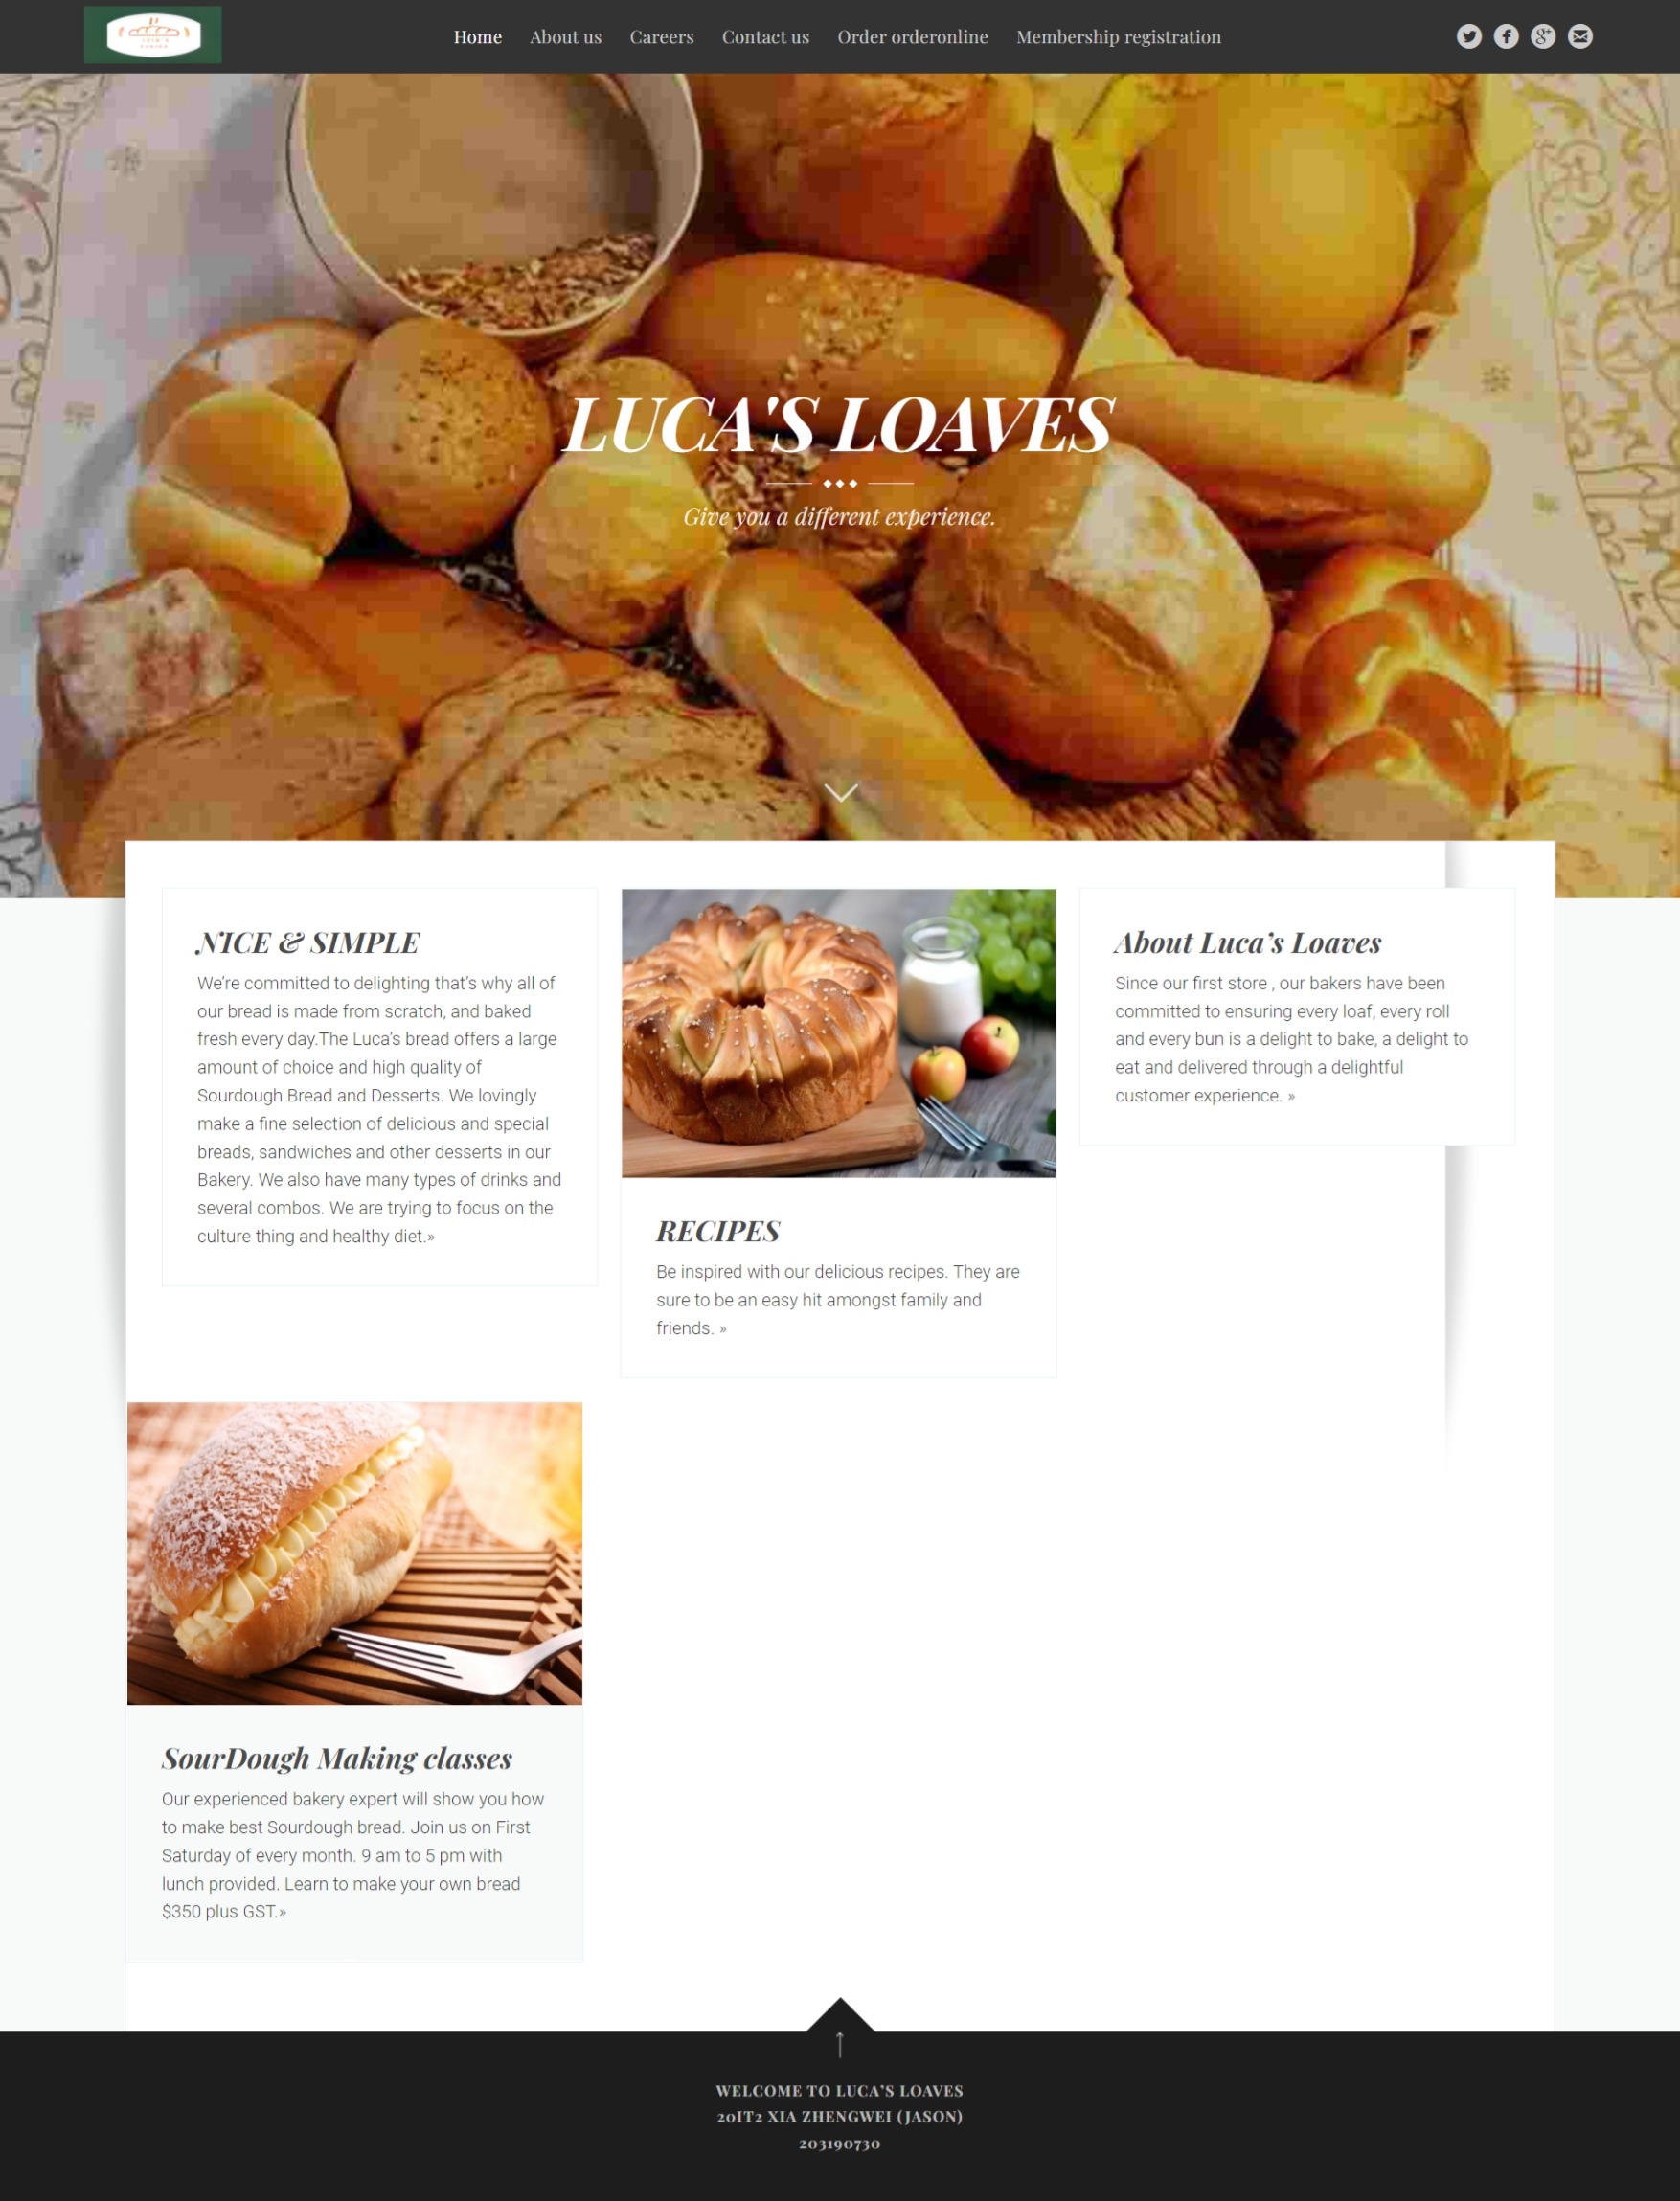 Home About us Careers Contact us Order orderonline Membership registration
LUCA'S LOAVES
Give you a different experience.
NICE & SIMPLE
We’re committed to delighting that’s why all of
our bread is made from scratch, and baked
fresh every day.The Luca’s bread offers a large
amount of choice and high quality of
Sourdough Bread and Desserts. We lovingly
make a fine selection of delicious and special
breads, sandwiches and other desserts in our
Bakery. We also have many types of drinks and
several combos. We are trying to focus on the
culture thing and healthy diet.»
RECIPES
Be inspired with our delicious recipes. They are
sure to be an easy hit amongst family and
friends. »
About Luca’s Loaves
Since our first store , our bakers have been
committed to ensuring every loaf, every roll
and every bun is a delight to bake, a delight to
eat and delivered through a delightful
customer experience. »
SourDough Making classes
Our experienced bakery expert will show you how
to make best Sourdough bread. Join us on First
Saturday of every month. 9 am to 5 pm with
lunch provided. Learn to make your own bread
$350 plus GST.»
WELCOME TO LUCA’S LOAVES
20IT2 XIA ZHENGWEI (JASON)
203190730